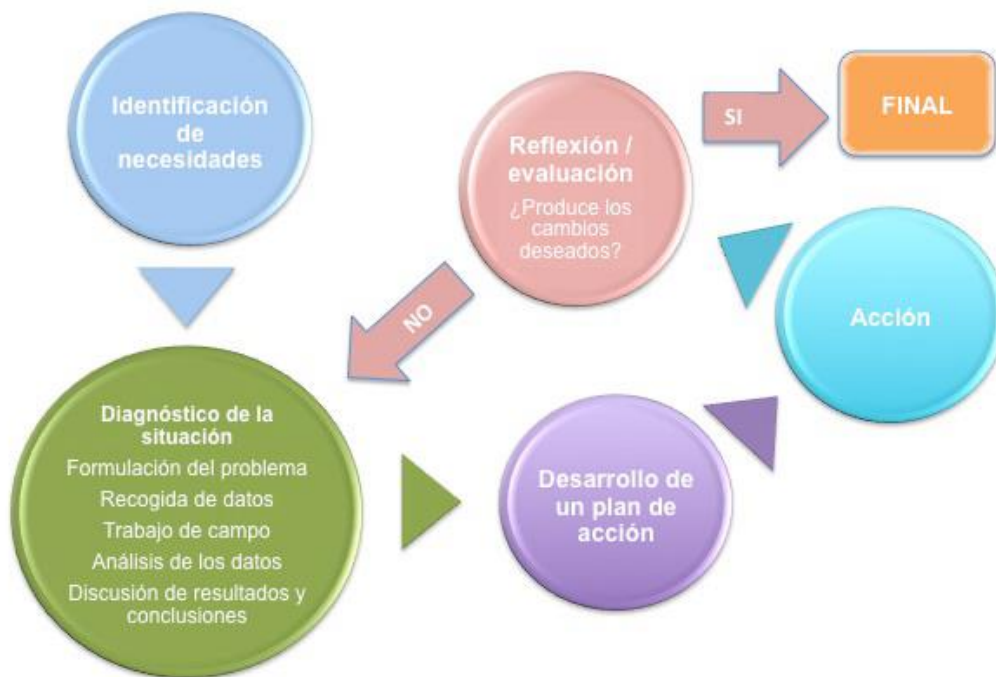 Identificación
de
necesidades
Diagnóstico de la
situación
Formulación del problema
Recogida de datos
Trabajo de campo
Análisis de los datos
Discusión de resultados y
conclusiones
Desarrollo de
un plan de
acción
Acción
Reflexión /
evaluación
¿Produce los
cambios
deseados?
NO
SI
FINAL